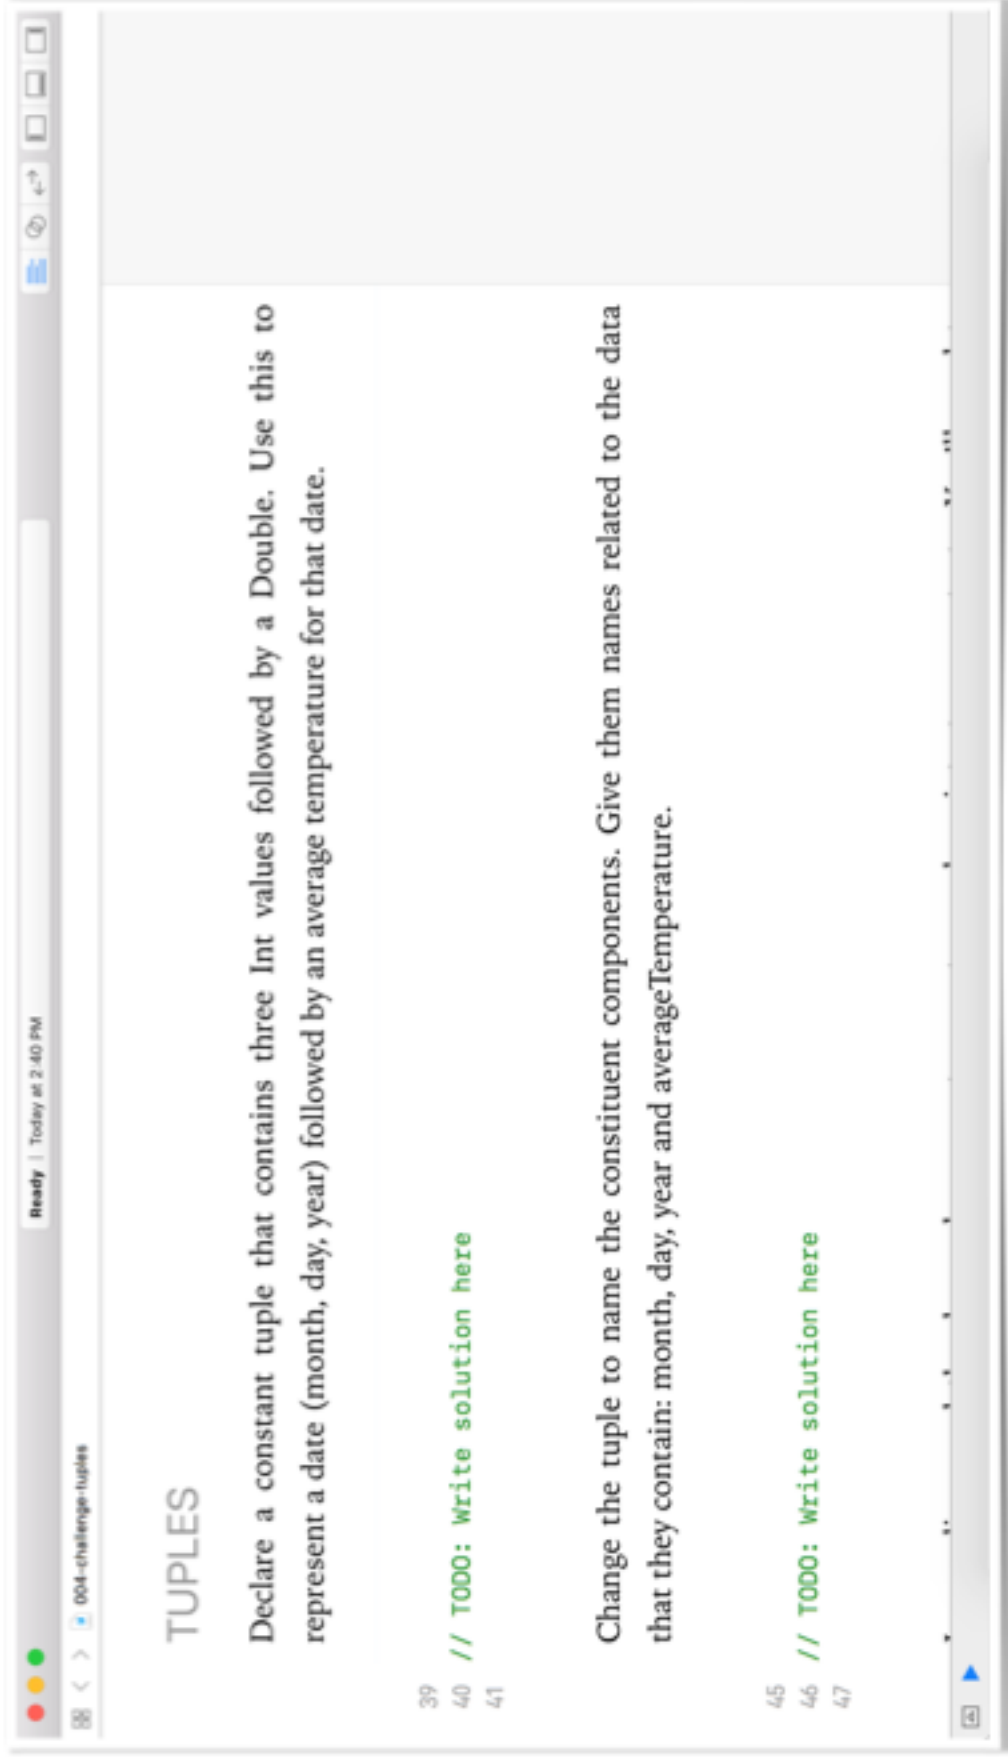 Ready | Today at 2:40 PM
004-challenge-tuples
TUPLES
Declare a constant tuple that contains three Int values followed by a Double. Use this to
represent a date (month, day, year) followed by an average temperature for that date.
39
40 // TODO: Write solution here
41
Change the tuple to name the constituent components. Give them names related to the data
that they contain: month, day, year and averageTemperature.
45
46 // TODO: Write solution here
47